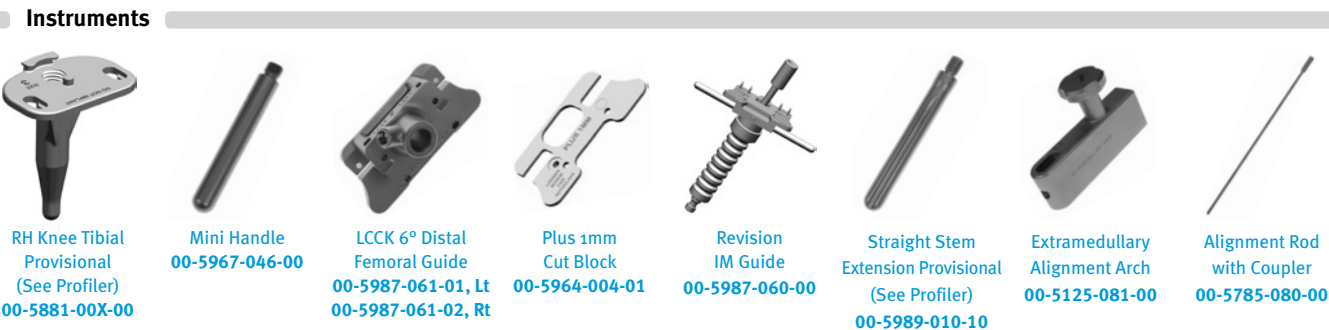 Instruments
RH Knee Tibial
Provisional
(See Profiler)
00-5881-00X-00
Mini Handle
00-5967-046-00
LCCK 6° Distal
Femoral Guide
00-5987-061-01, Lt
00-5987-061-02, Rt
PLUS 1MM
Plus 1mm
Cut Block
00-5964-004-01
Revision
IM Guide
00-5987-060-00
Straight Stem
Extension Provisional
(See Profiler)
00-5989-010-10
Extramedullary
Alignment Arch
00-5125-081-00
Alignment Rod
with Coupler
00-5785-080-00